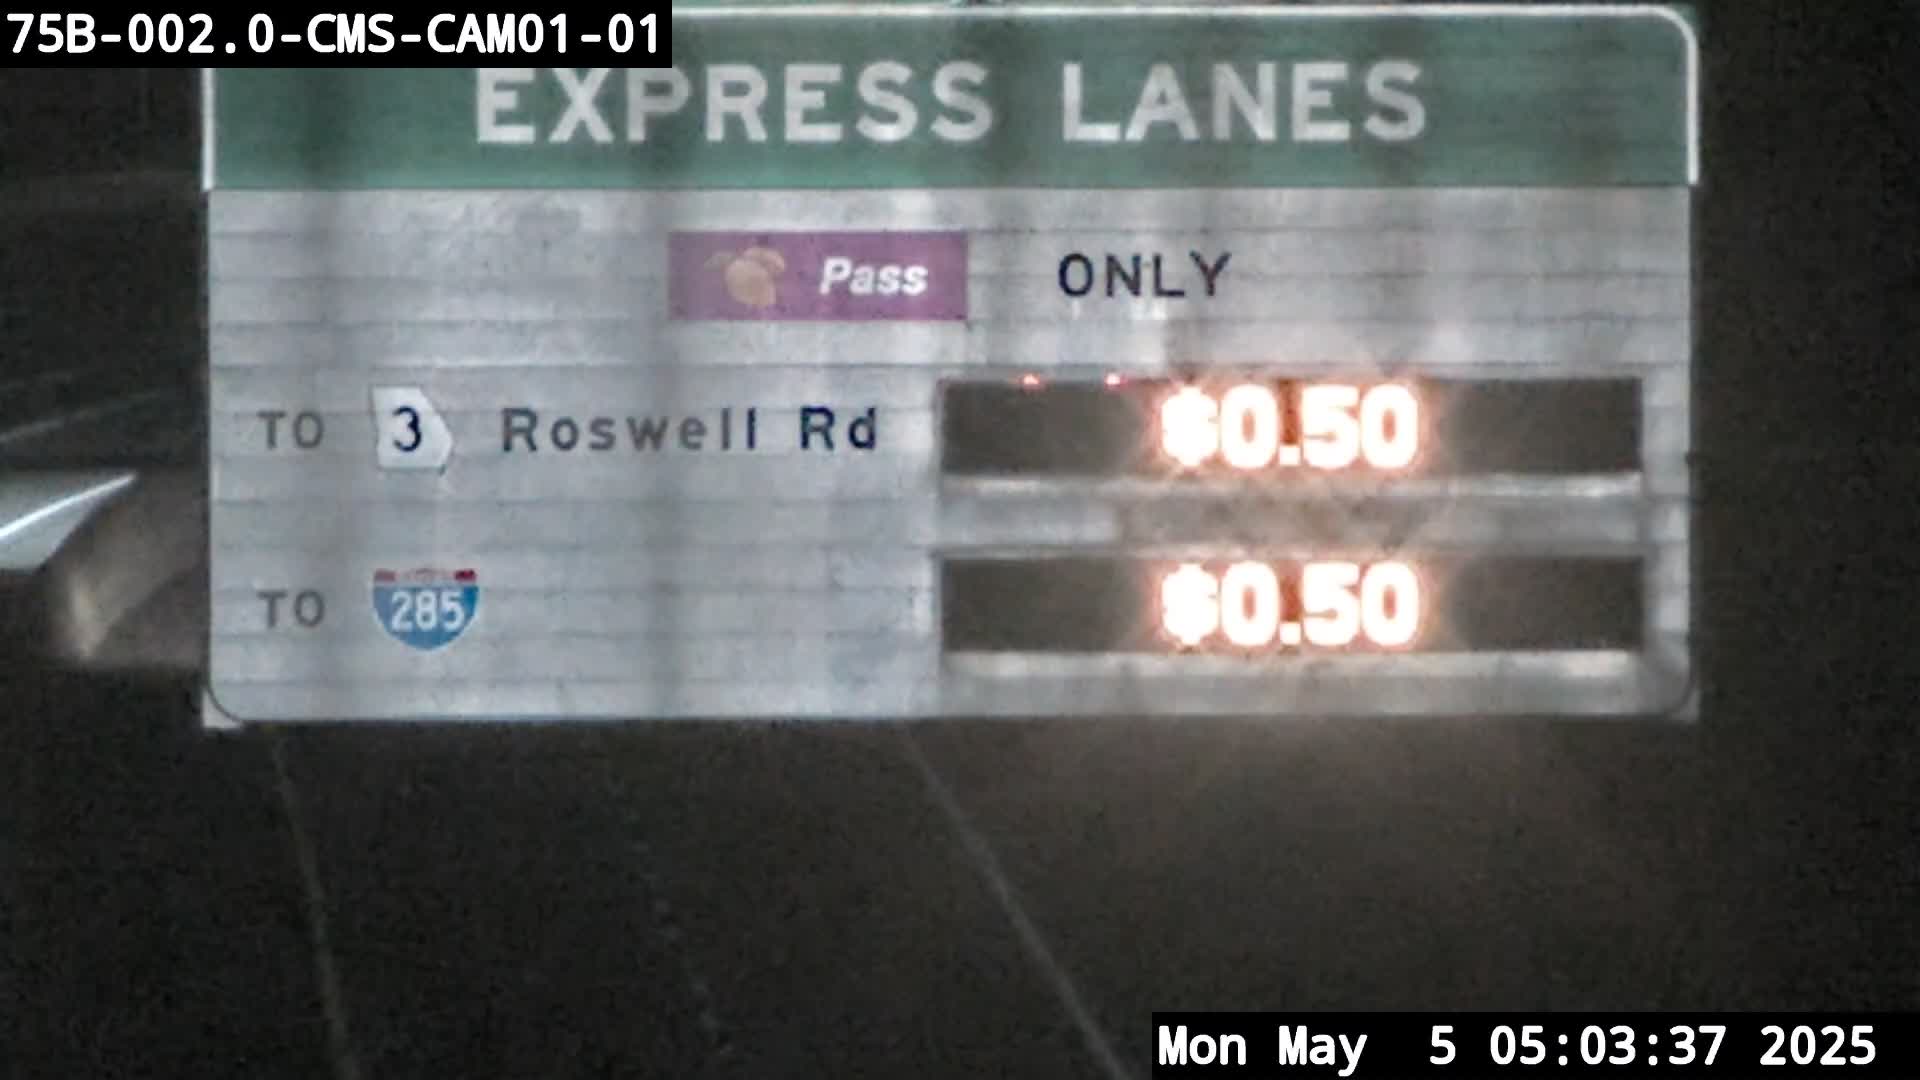 75B-002.0-CMS-CAM01-01
EXPRESS LANES
Pass ONLY
TO 3 Roswell Rd $0.50
TO 285 $0.50
Mon May 5 05:03:37 2025